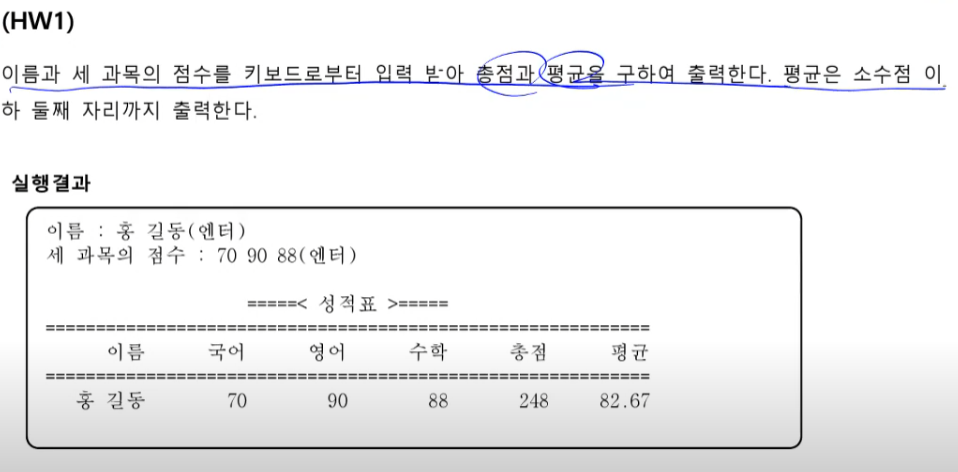 (HW1)
이름과 세 과목의 점수를 키보드로부터 입력 받아 총점과 평균을 구하여 출력한다. 평균은 소수점 이
하 둘째 자리까지 출력한다.
실행결과
이름 : 홍 길동(엔터)
세 과목의 점수 : 70 90 88(엔터)
=====< 성적표 >=====
============================================================
이름 국어 영어 수학 총점 평균
============================================================
홍 길동 70 90 88 248 82.67